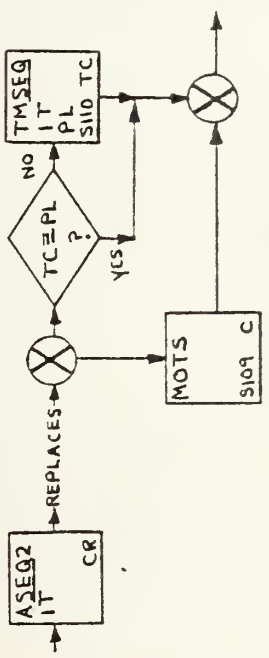 ASEQ2
IT
CR
REPLACES
TC≡PL
?
NO
YES
TMSEQ
IT
PL
S110 TC
MOTS
S109 C